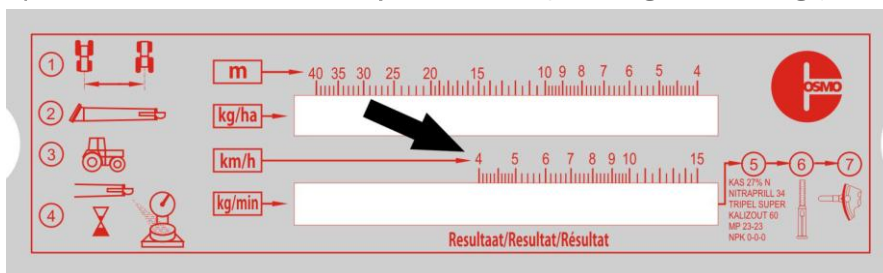 1 m 40 35 30 25 20 15 10 9 8 7 6 5 4
OSMO
2 kg/ha
3 km/h 4 5 6 7 8 9 10 15
5 6 7
4 kg/min
KAS 27% N
NITRAPRILL 34
TRIPEL SUPER
KALIZOUT 60
MP 23-23
NPK 0-0-0
Resultaat/Resultat/Résultat